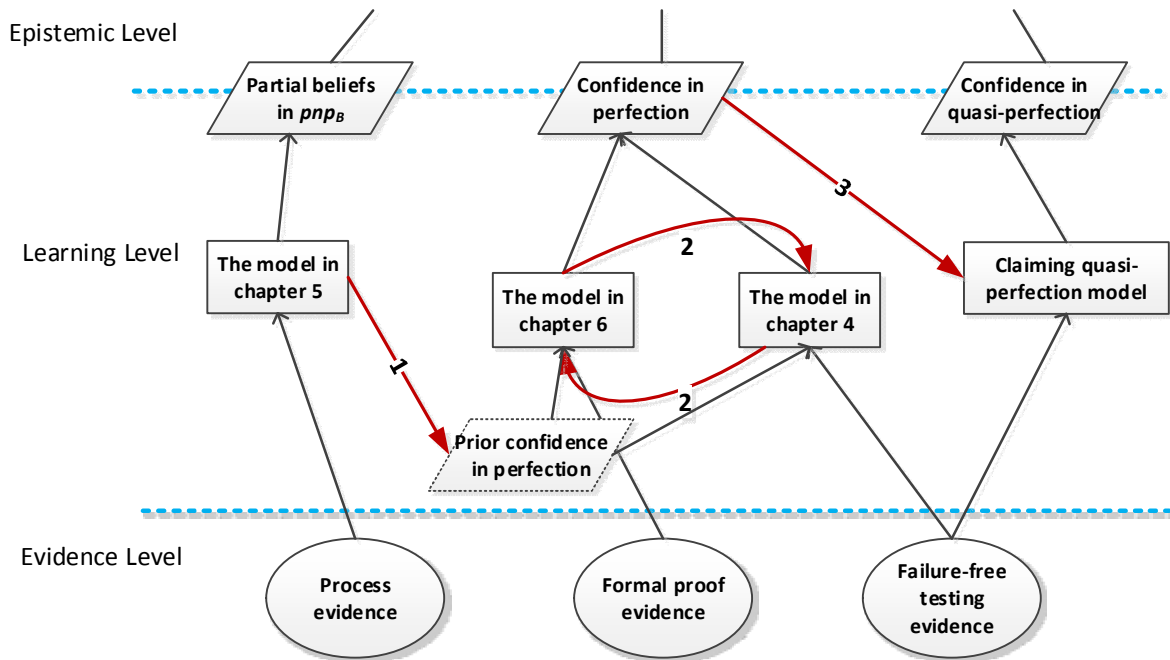 Epistemic Level
Partial beliefs
in pnp_B
Confidence in
perfection
Confidence in
quasi-perfection
3
Learning Level
2
The model in
chapter 5
The model in
chapter 6
The model in
chapter 4
Claiming quasi-
perfection model
1
2
Prior confidence
in perfection
Evidence Level
Process
evidence
Formal proof
evidence
Failure-free
testing
evidence